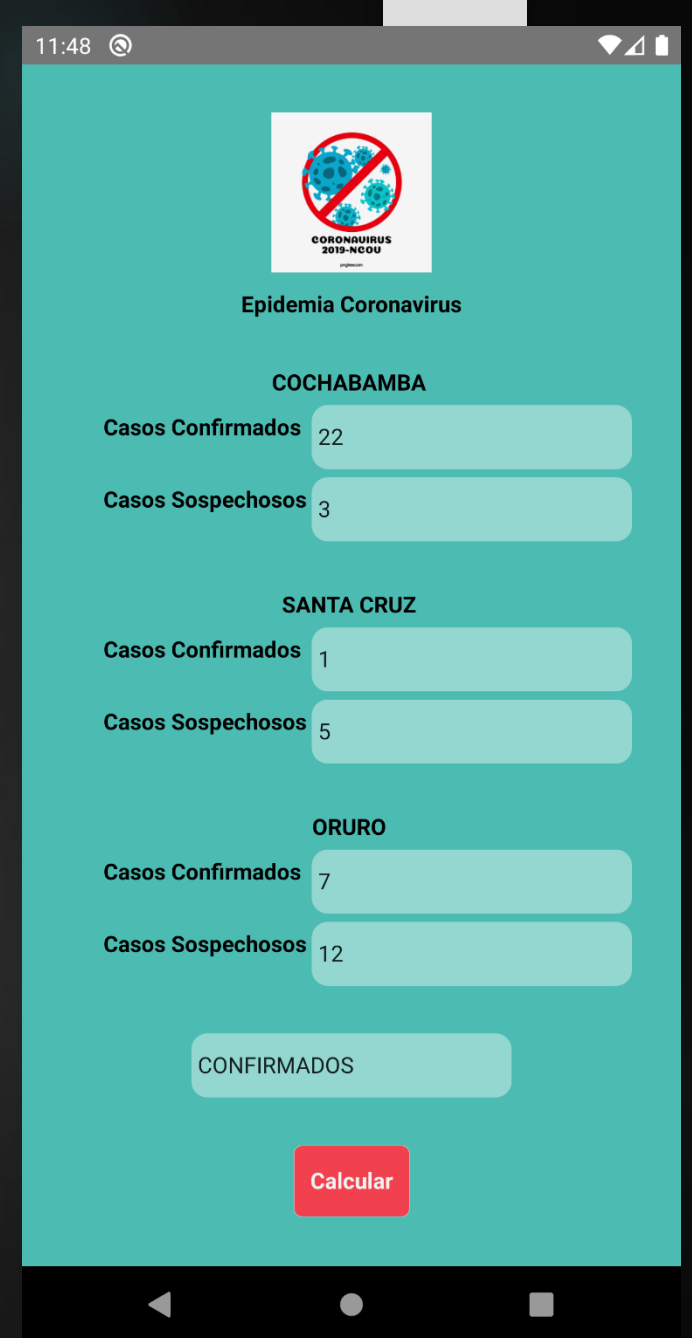 11:48
CORONAVIRUS
2019-NCOV
Epidemia Coronavirus
COCHABAMBA
Casos Confirmados 22
Casos Sospechosos 3
SANTA CRUZ
Casos Confirmados 1
Casos Sospechosos 5
ORURO
Casos Confirmados 7
Casos Sospechosos 12
CONFIRMADOS
Calcular